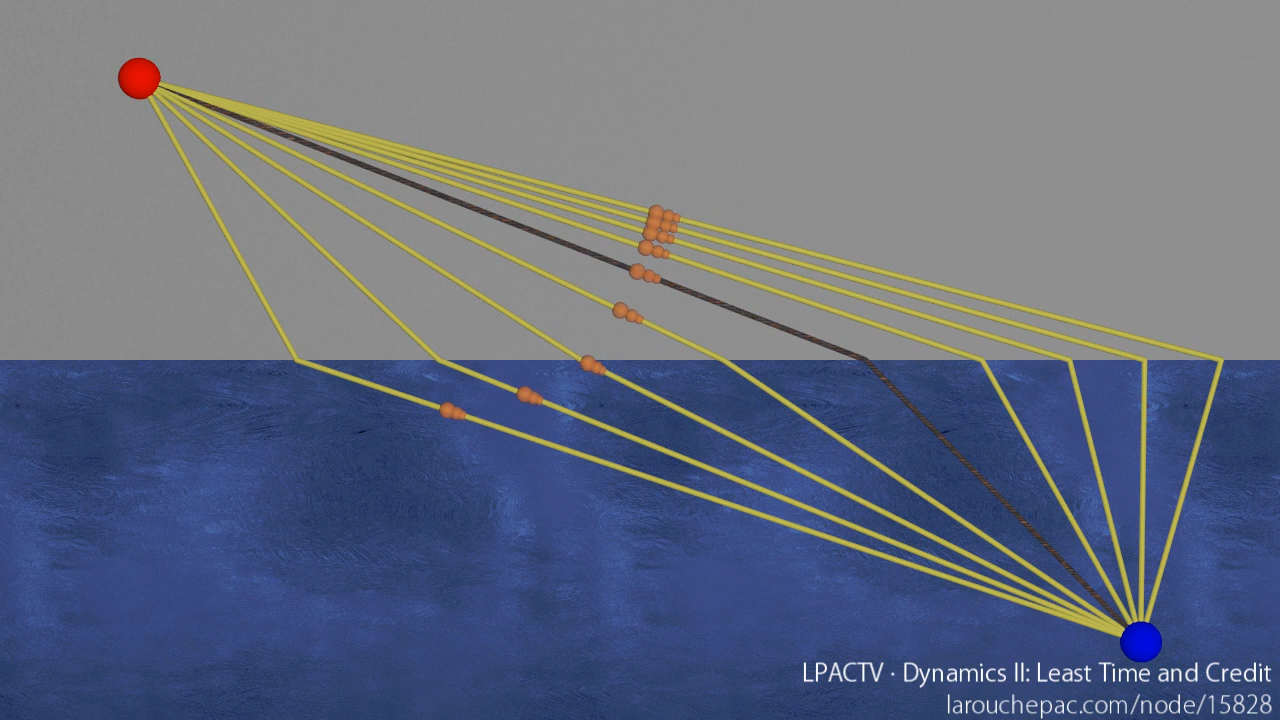 LPACTV · Dynamics II: Least Time and Credit
larouchepac.com/node/15828